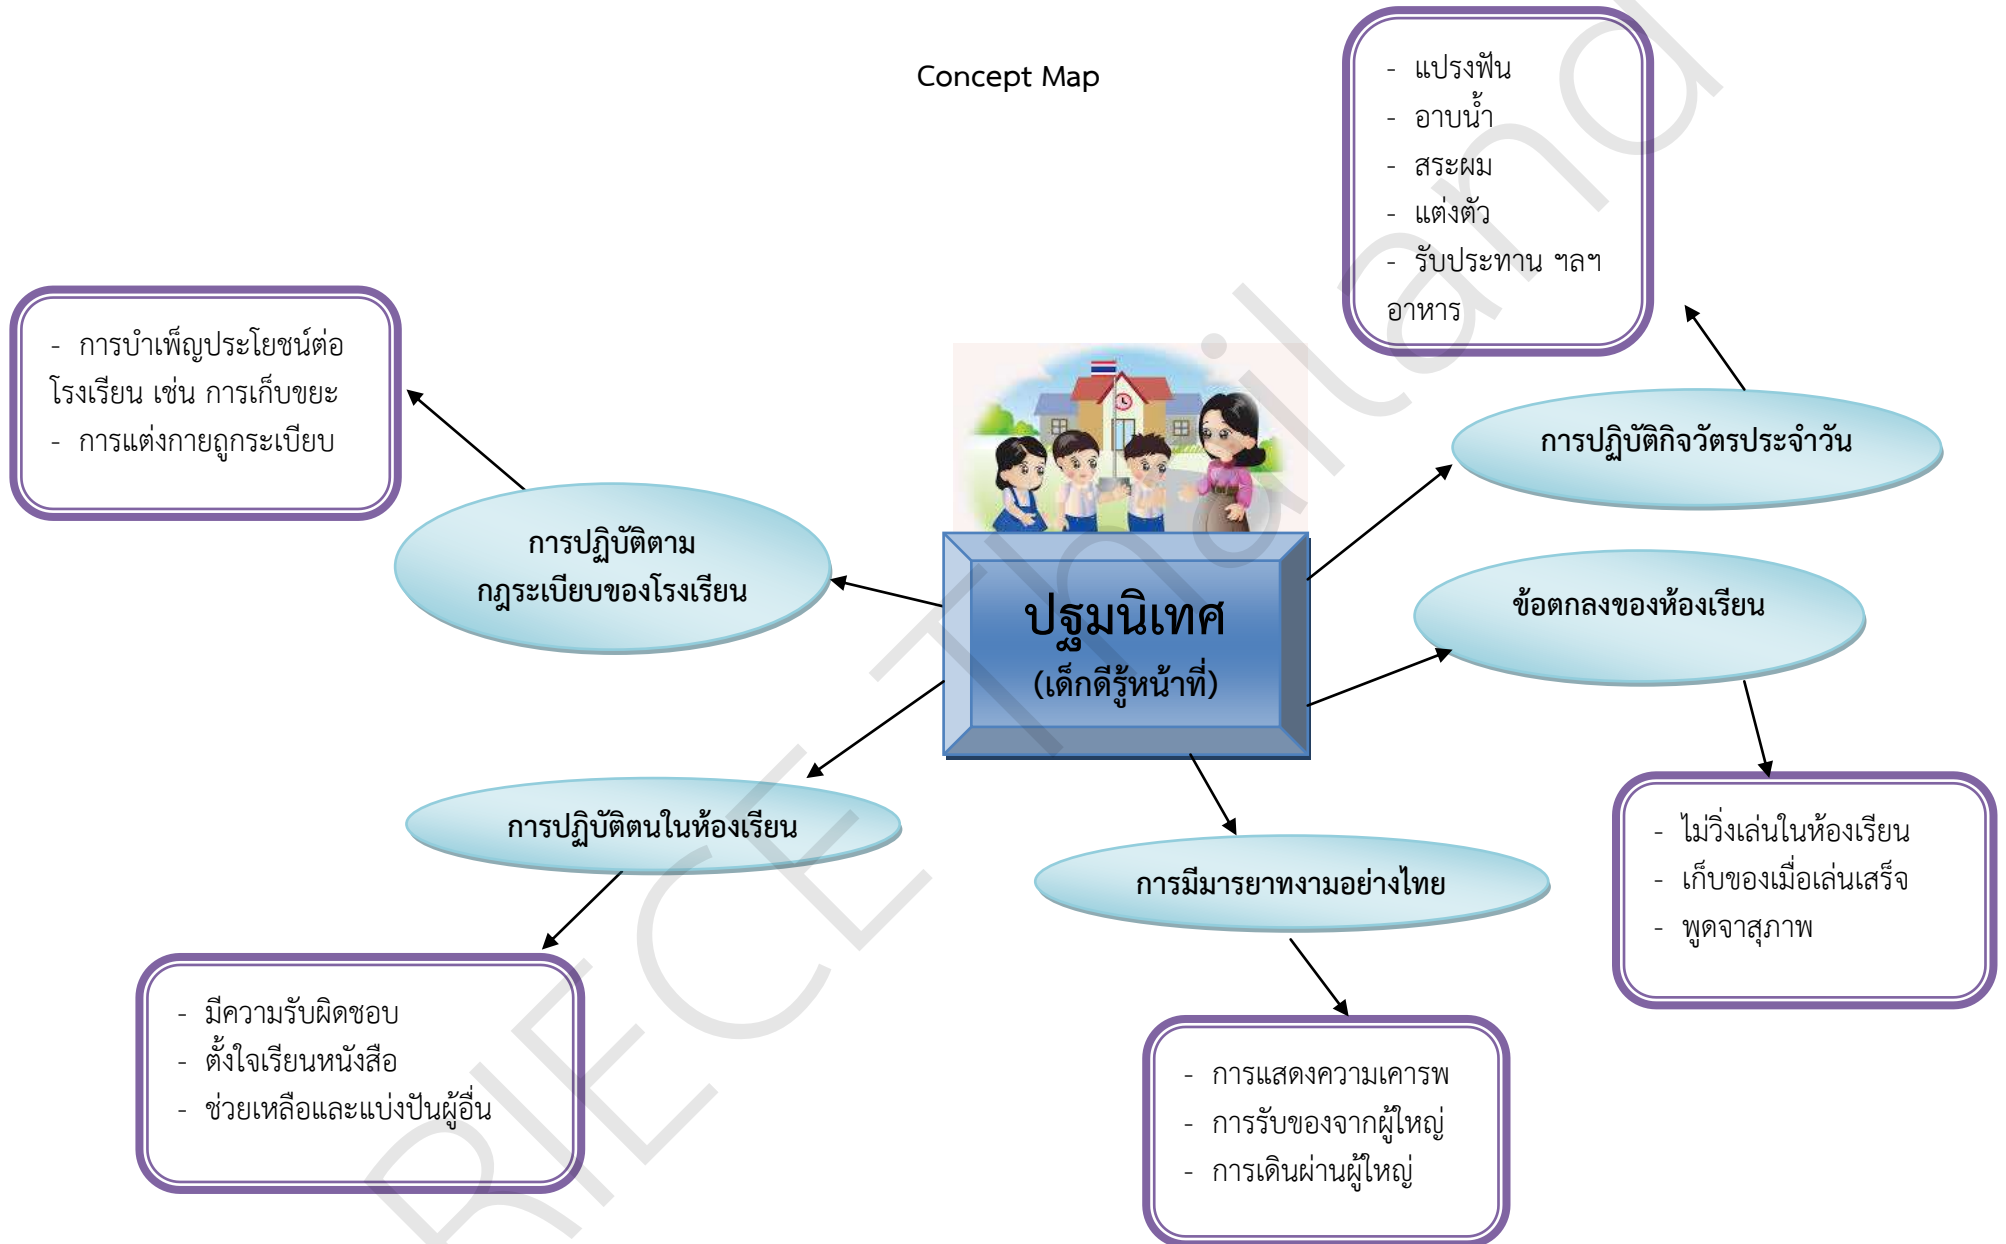 Concept Map
- แปรงฟัน
- อาบน้ำ
- สระผม
- แต่งตัว
- รับประทาน ฯลฯ
อาหาร
- การบำเพ็ญประโยชน์ต่อ
โรงเรียน เช่น การเก็บขยะ
- การแต่งกายถูกระเบียบ
การปฏิบัติกิจวัตรประจำวัน
การปฏิบัติตาม
กฎระเบียบของโรงเรียน
ปฐมนิเทศ
(เด็กดีรู้หน้าที่)
ข้อตกลงของห้องเรียน
การปฏิบัติตนในห้องเรียน
การมีมารยาทงามอย่างไทย
- ไม่วิ่งเล่นในห้องเรียน
- เก็บของเมื่อเล่นเสร็จ
- พูดจาสุภาพ
- มีความรับผิดชอบ
- ตั้งใจเรียนหนังสือ
- ช่วยเหลือและแบ่งปันผู้อื่น
- การแสดงความเคารพ
- การรับของจากผู้ใหญ่
- การเดินผ่านผู้ใหญ่
RIECE Thailand